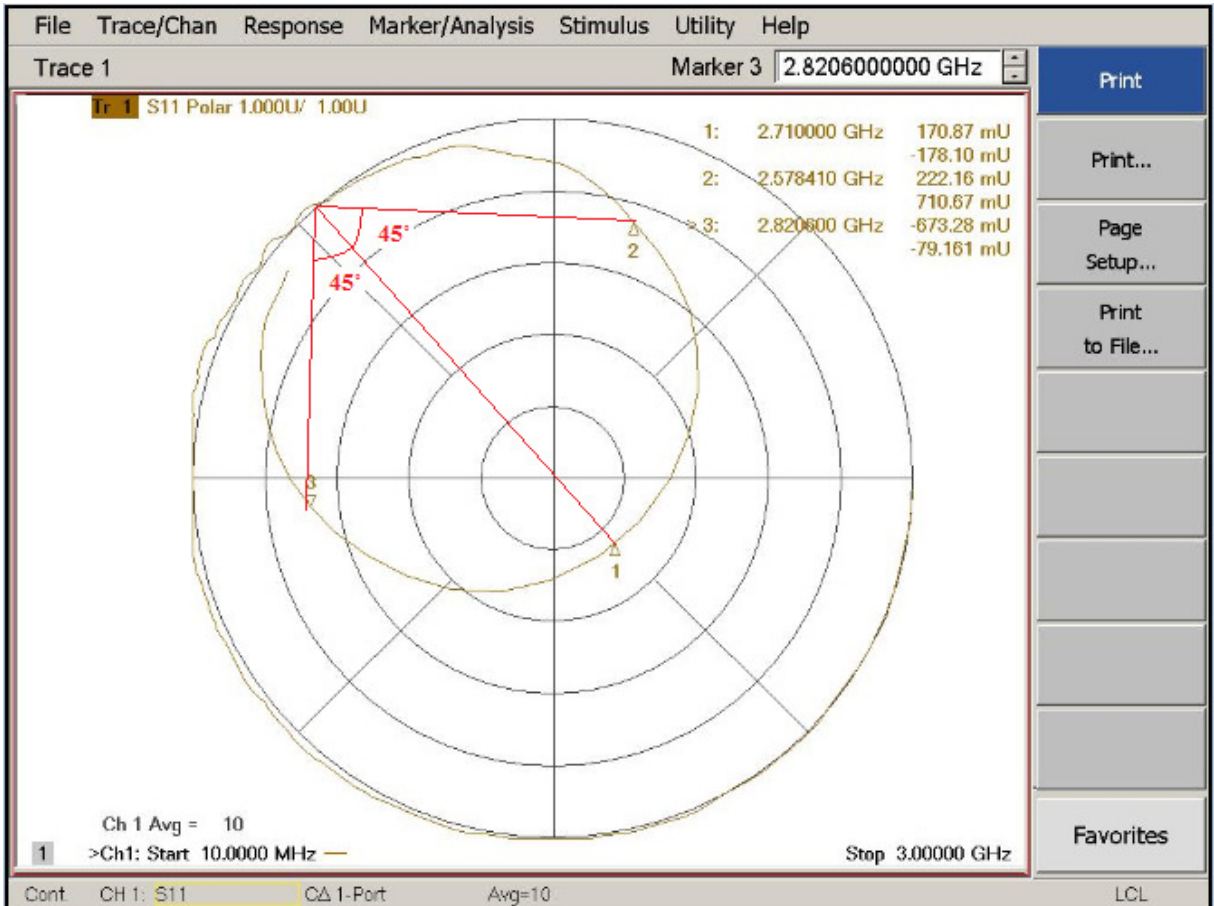 File Trace/Chan Response Marker/Analysis Stimulus Utility Help
Trace 1 Marker 3 2.8206000000 GHz
Tr 1 S11 Polar 1.000U/ 1.00U
1: 2.710000 GHz 170.87 mU
-178.10 mU
2: 2.578410 GHz 222.16 mU
710.67 mU
> 3: 2.820600 GHz -673.28 mU
-79.161 mU
45°
45°
2
3
1
Ch 1 Avg = 10
1 >Ch1: Start 10.0000 MHz Stop 3.00000 GHz
Cont. CH 1: S11 CΔ 1-Port Avg=10 LCL
Print
Print...
Page
Setup...
Print
to File...
Favorites